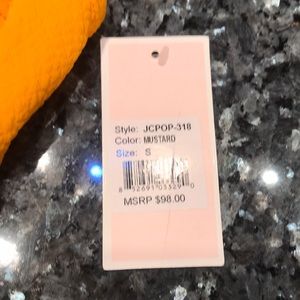 Style: JCPOP-318
Color: MUSTARD
Size: S
MSRP $98.00